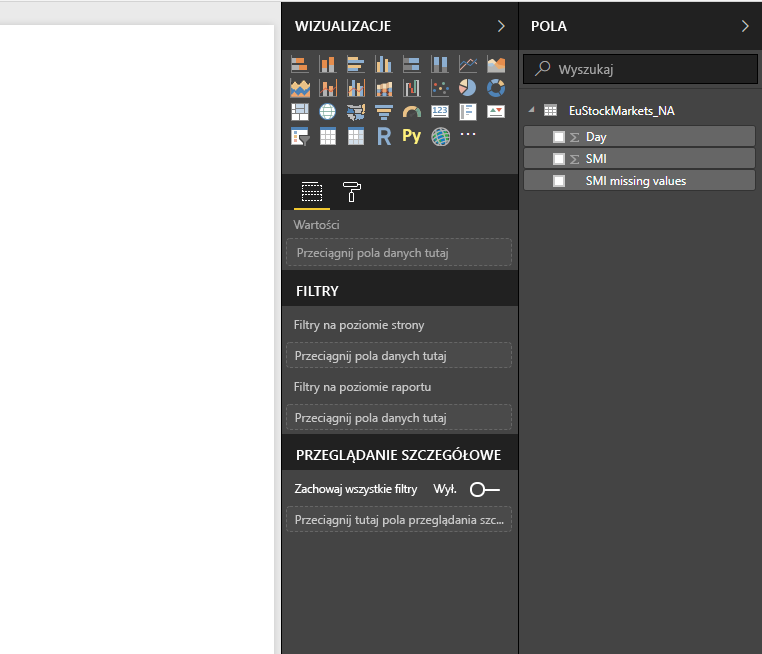 WIZUALIZACJE
123
R
Py
Wartości
Przeciągnij pola danych tutaj
FILTRY
Filtry na poziomie strony
Przeciągnij pola danych tutaj
Filtry na poziomie raportu
Przeciągnij pola danych tutaj
PRZEGLĄDANIE SZCZEGÓŁOWE
Zachowaj wszystkie filtry Wył.
Przeciągnij tutaj pola przeglądania szc...
POLA
Wyszukaj
EuStockMarkets_NA
Σ Day
Σ SMI
SMI missing values